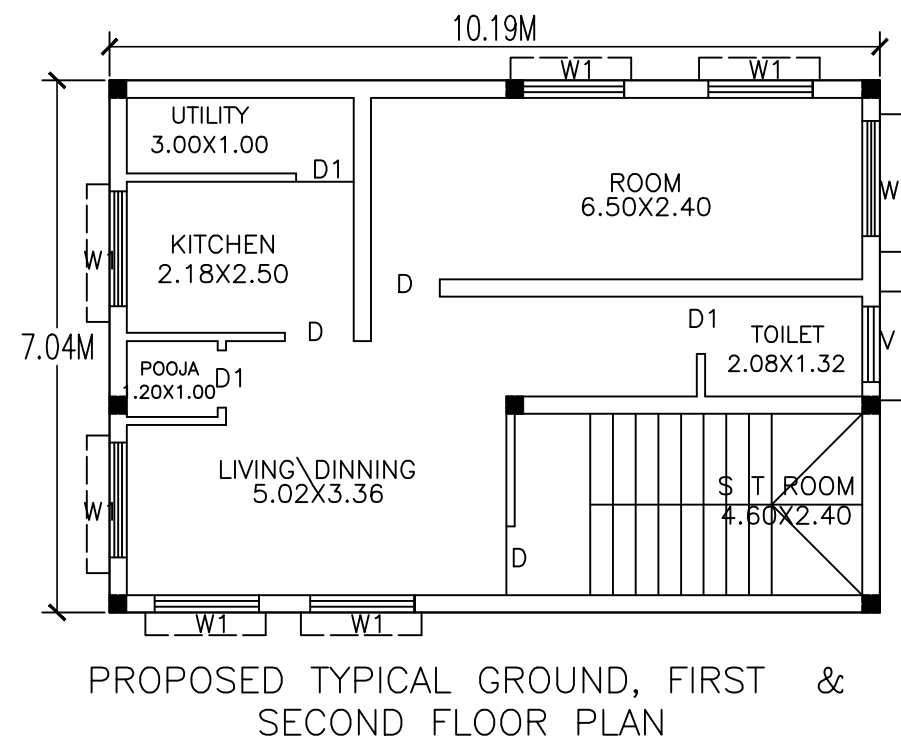 10.19M
W1
W1
UTILITY
3.00X1.00
D1
ROOM
6.50X2.40
W
KITCHEN
2.18X2.50
W1
D
D
7.04M
D1
TOILET
2.08X1.32
V
POOJA
1.20X1.00
D1
LIVING\DINNING
5.02X3.36
S T ROOM
4.60X2.40
W1
D
W1
W1
PROPOSED TYPICAL GROUND, FIRST &
SECOND FLOOR PLAN